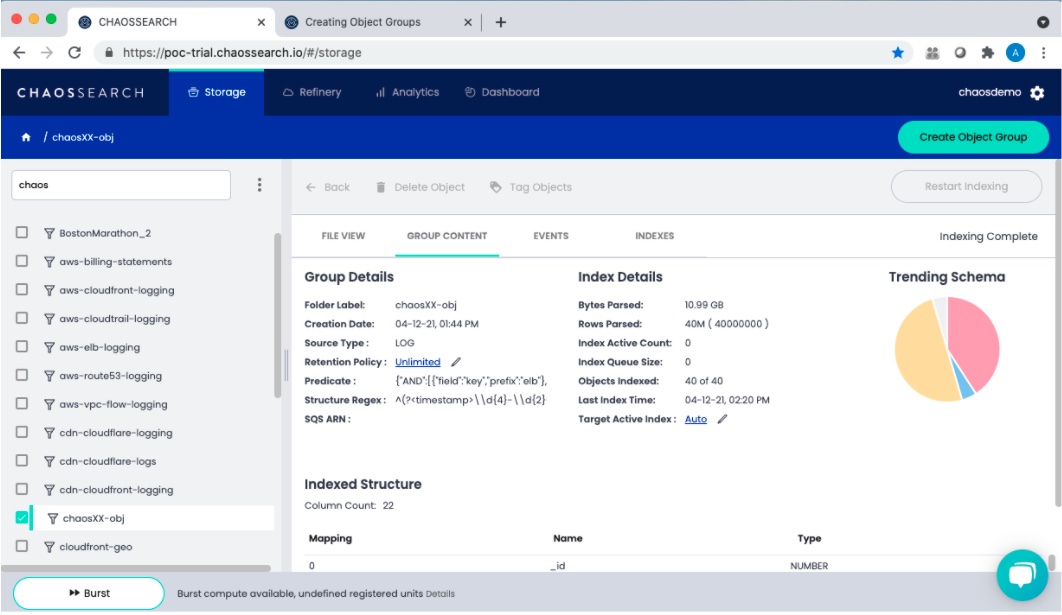 CHAOSSEARCH
Creating Object Groups
https://poc-trial.chaossearch.io/#/storage
A
CHAOSSEARCH
Storage
Refinery
Analytics
Dashboard
chaosdemo
/ chaosXX-obj
Create Object Group
chaos
Back
Delete Object
Tag Objects
Restart Indexing
BostonMarathon_2
aws-billing-statements
aws-cloudfront-logging
aws-cloudtrail-logging
aws-elb-logging
aws-route53-logging
aws-vpc-flow-logging
cdn-cloudflare-logging
cdn-cloudflare-logs
cdn-cloudfront-logging
chaosXX-obj
cloudfront-geo
FILE VIEW
GROUP CONTENT
EVENTS
INDEXES
Indexing Complete
Group Details
Folder Label: chaosXX-obj
Creation Date: 04-12-21, 01:44 PM
Source Type : LOG
Retention Policy : Unlimited
Predicate : {"AND":[{"field":"key","prefix":"elb"},
Structure Regex : ^(?<timestamp>\\d{4}-\\d{2}
SQS ARN :
Index Details
Bytes Parsed: 10.99 GB
Rows Parsed: 40M ( 40000000 )
Index Active Count: 0
Index Queue Size: 0
Objects Indexed: 40 of 40
Last Index Time: 04-12-21, 02:20 PM
Target Active Index : Auto
Trending Schema
Indexed Structure
Column Count: 22
Mapping Name Type
0 _id NUMBER
Burst
Burst compute available, undefined registered units Details